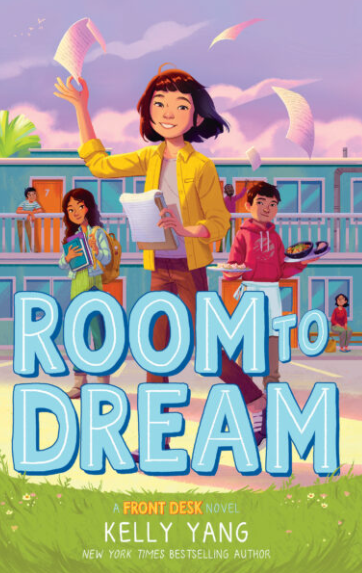 ROOM TO
DREAM
A FRONT DESK NOVEL
KELLY YANG
NEW YORK TIMES BESTSELLING AUTHOR